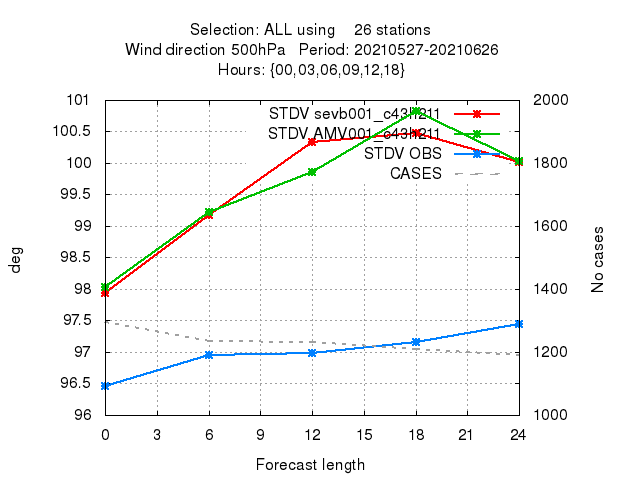 Selection: ALL using 26 stations
Wind direction 500hPa Period: 20210527-20210626
Hours: {00,03,06,09,12,18}
101
100.5
100
99.5
99
98.5
98
97.5
97
96.5
96
2000
1800
1600
1400
1200
1000
STDV sevb001_c43h211
STDV AMV001_c43h211
STDV OBS
CASES
deg
No cases
0 3 6 9 12 15 18 21 24
Forecast length